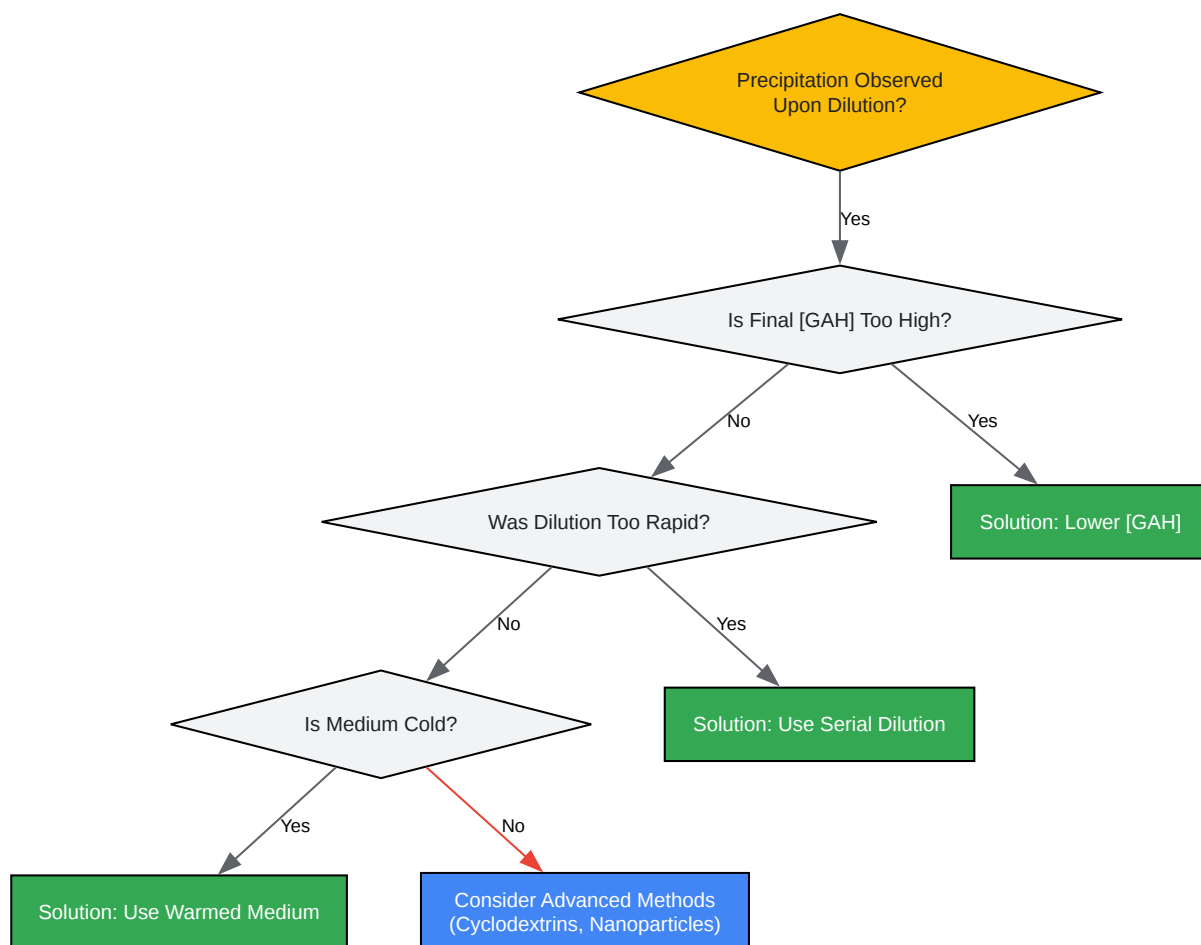 Precipitation Observed
Upon Dilution?
Yes
Is Final [GAH] Too High?
No
Yes
Was Dilution Too Rapid?
Solution: Lower [GAH]
No
Yes
Is Medium Cold?
Solution: Use Serial Dilution
Yes
No
Solution: Use Warmed Medium
Consider Advanced Methods
(Cyclodextrins, Nanoparticles)